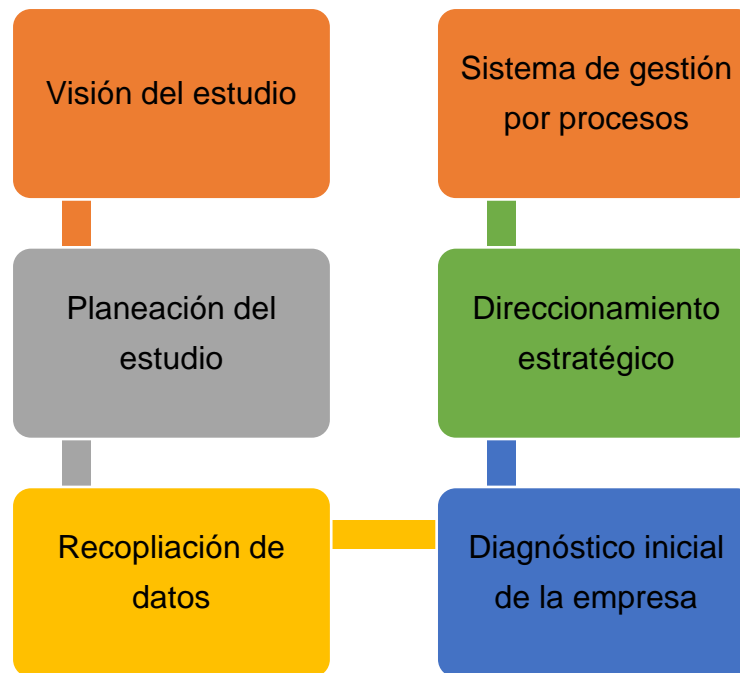 Visión del estudio
Planeación del
estudio
Recopliación de
datos
Diagnóstico inicial
de la empresa
Direccionamiento
estratégico
Sistema de gestión
por procesos